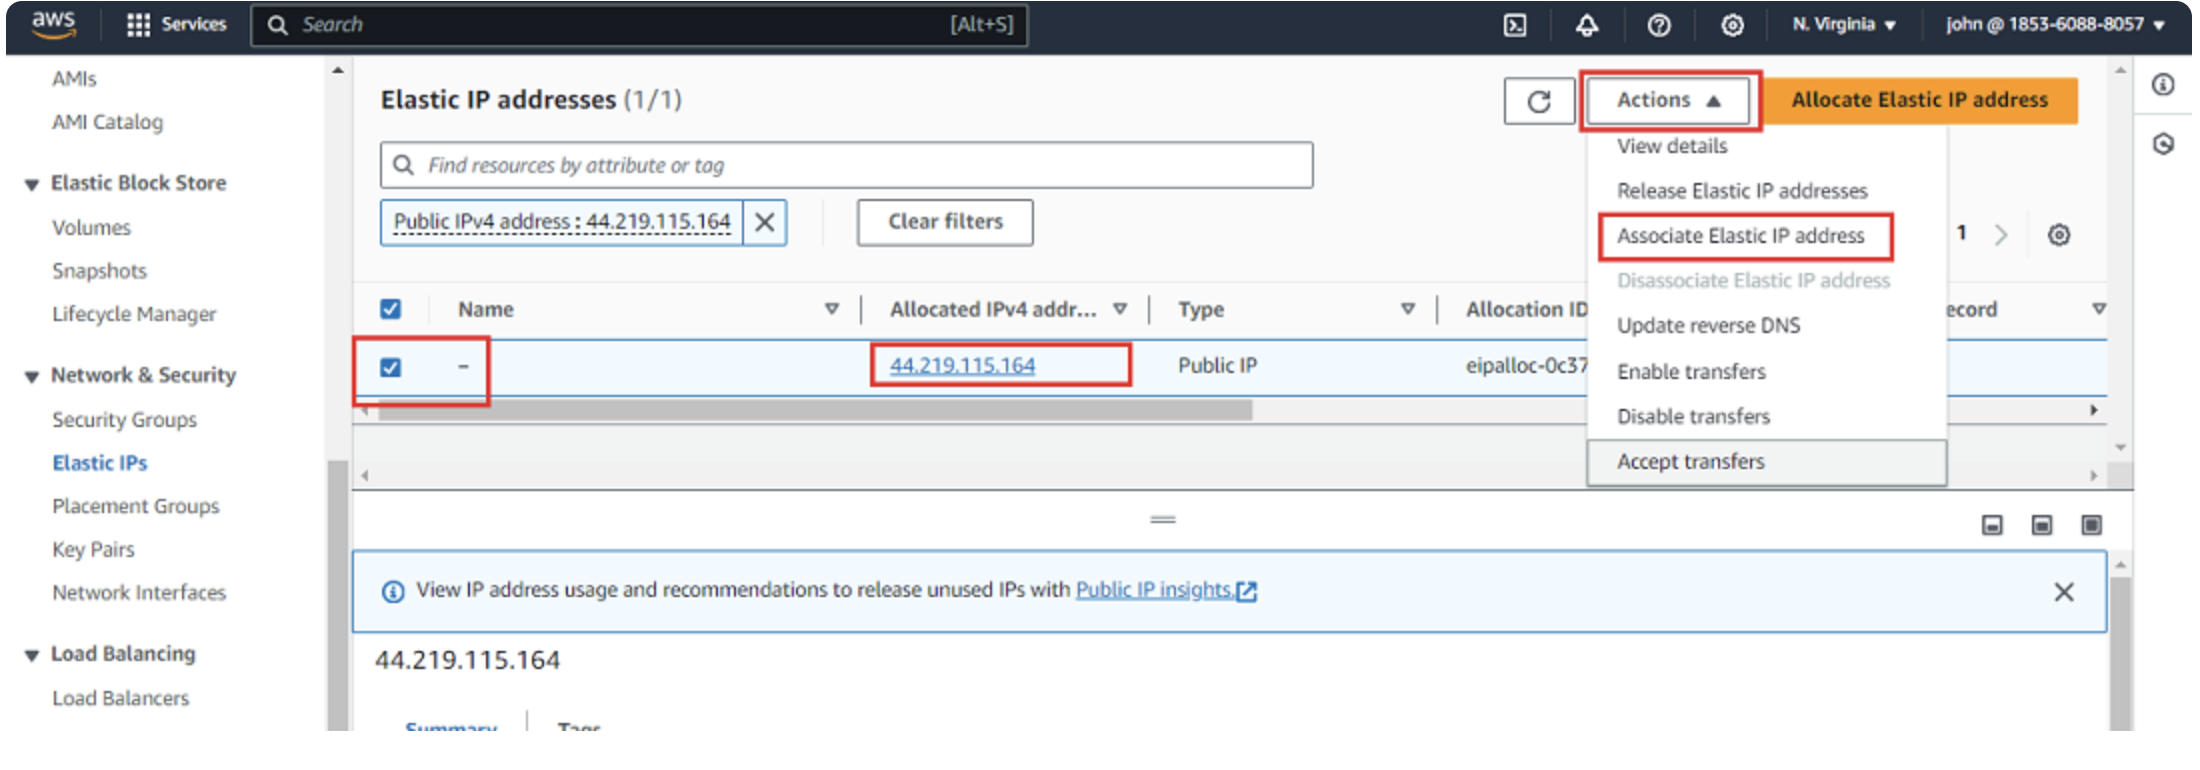 aws Services Search [Alt+S] N. Virginia john @ 1853-6088-8057
AMIs
AMI Catalog
Elastic Block Store
Volumes
Snapshots
Lifecycle Manager
Network & Security
Security Groups
Elastic IPs
Placement Groups
Key Pairs
Network Interfaces
Load Balancing
Load Balancers
Elastic IP addresses (1/1)
Actions
Allocate Elastic IP address
Find resources by attribute or tag
Public IPv4 address : 44.219.115.164
Clear filters
1
View details
Release Elastic IP addresses
Associate Elastic IP address
Disassociate Elastic IP address
Update reverse DNS
Enable transfers
Disable transfers
Accept transfers
Name Allocated IPv4 addr... Type Allocation ID ecord
– 44.219.115.164 Public IP eipalloc-0c37
View IP address usage and recommendations to release unused IPs with Public IP insights.
44.219.115.164
Summary Tags